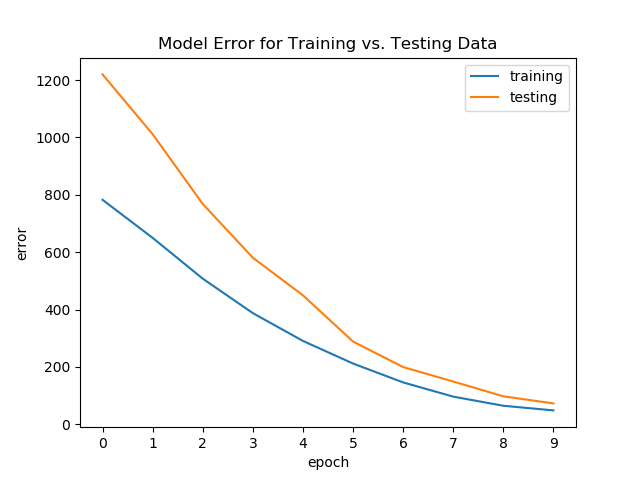 Model Error for Training vs. Testing Data
training
testing
1200
1000
800
600
400
200
0
error
0 1 2 3 4 5 6 7 8 9
epoch